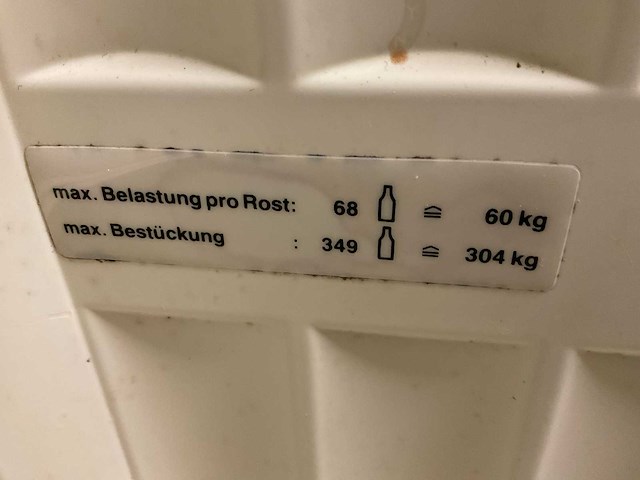 max. Belastung pro Rost: 68 ≘ 60 kg
max. Bestückung : 349 ≘ 304 kg